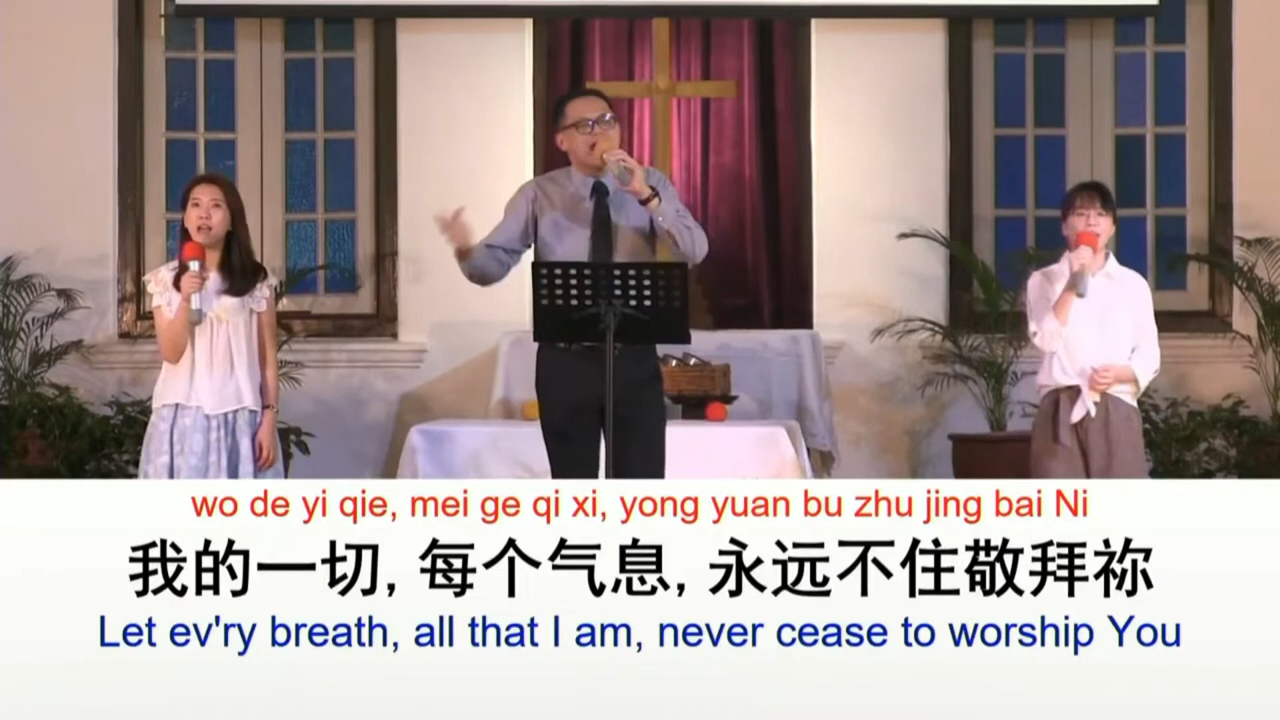 wo de yi qie, mei ge qi xi, yong yuan bu zhu jing bai Ni
我的一切, 每个气息, 永远不住敬拜祢
Let ev'ry breath, all that I am, never cease to worship You